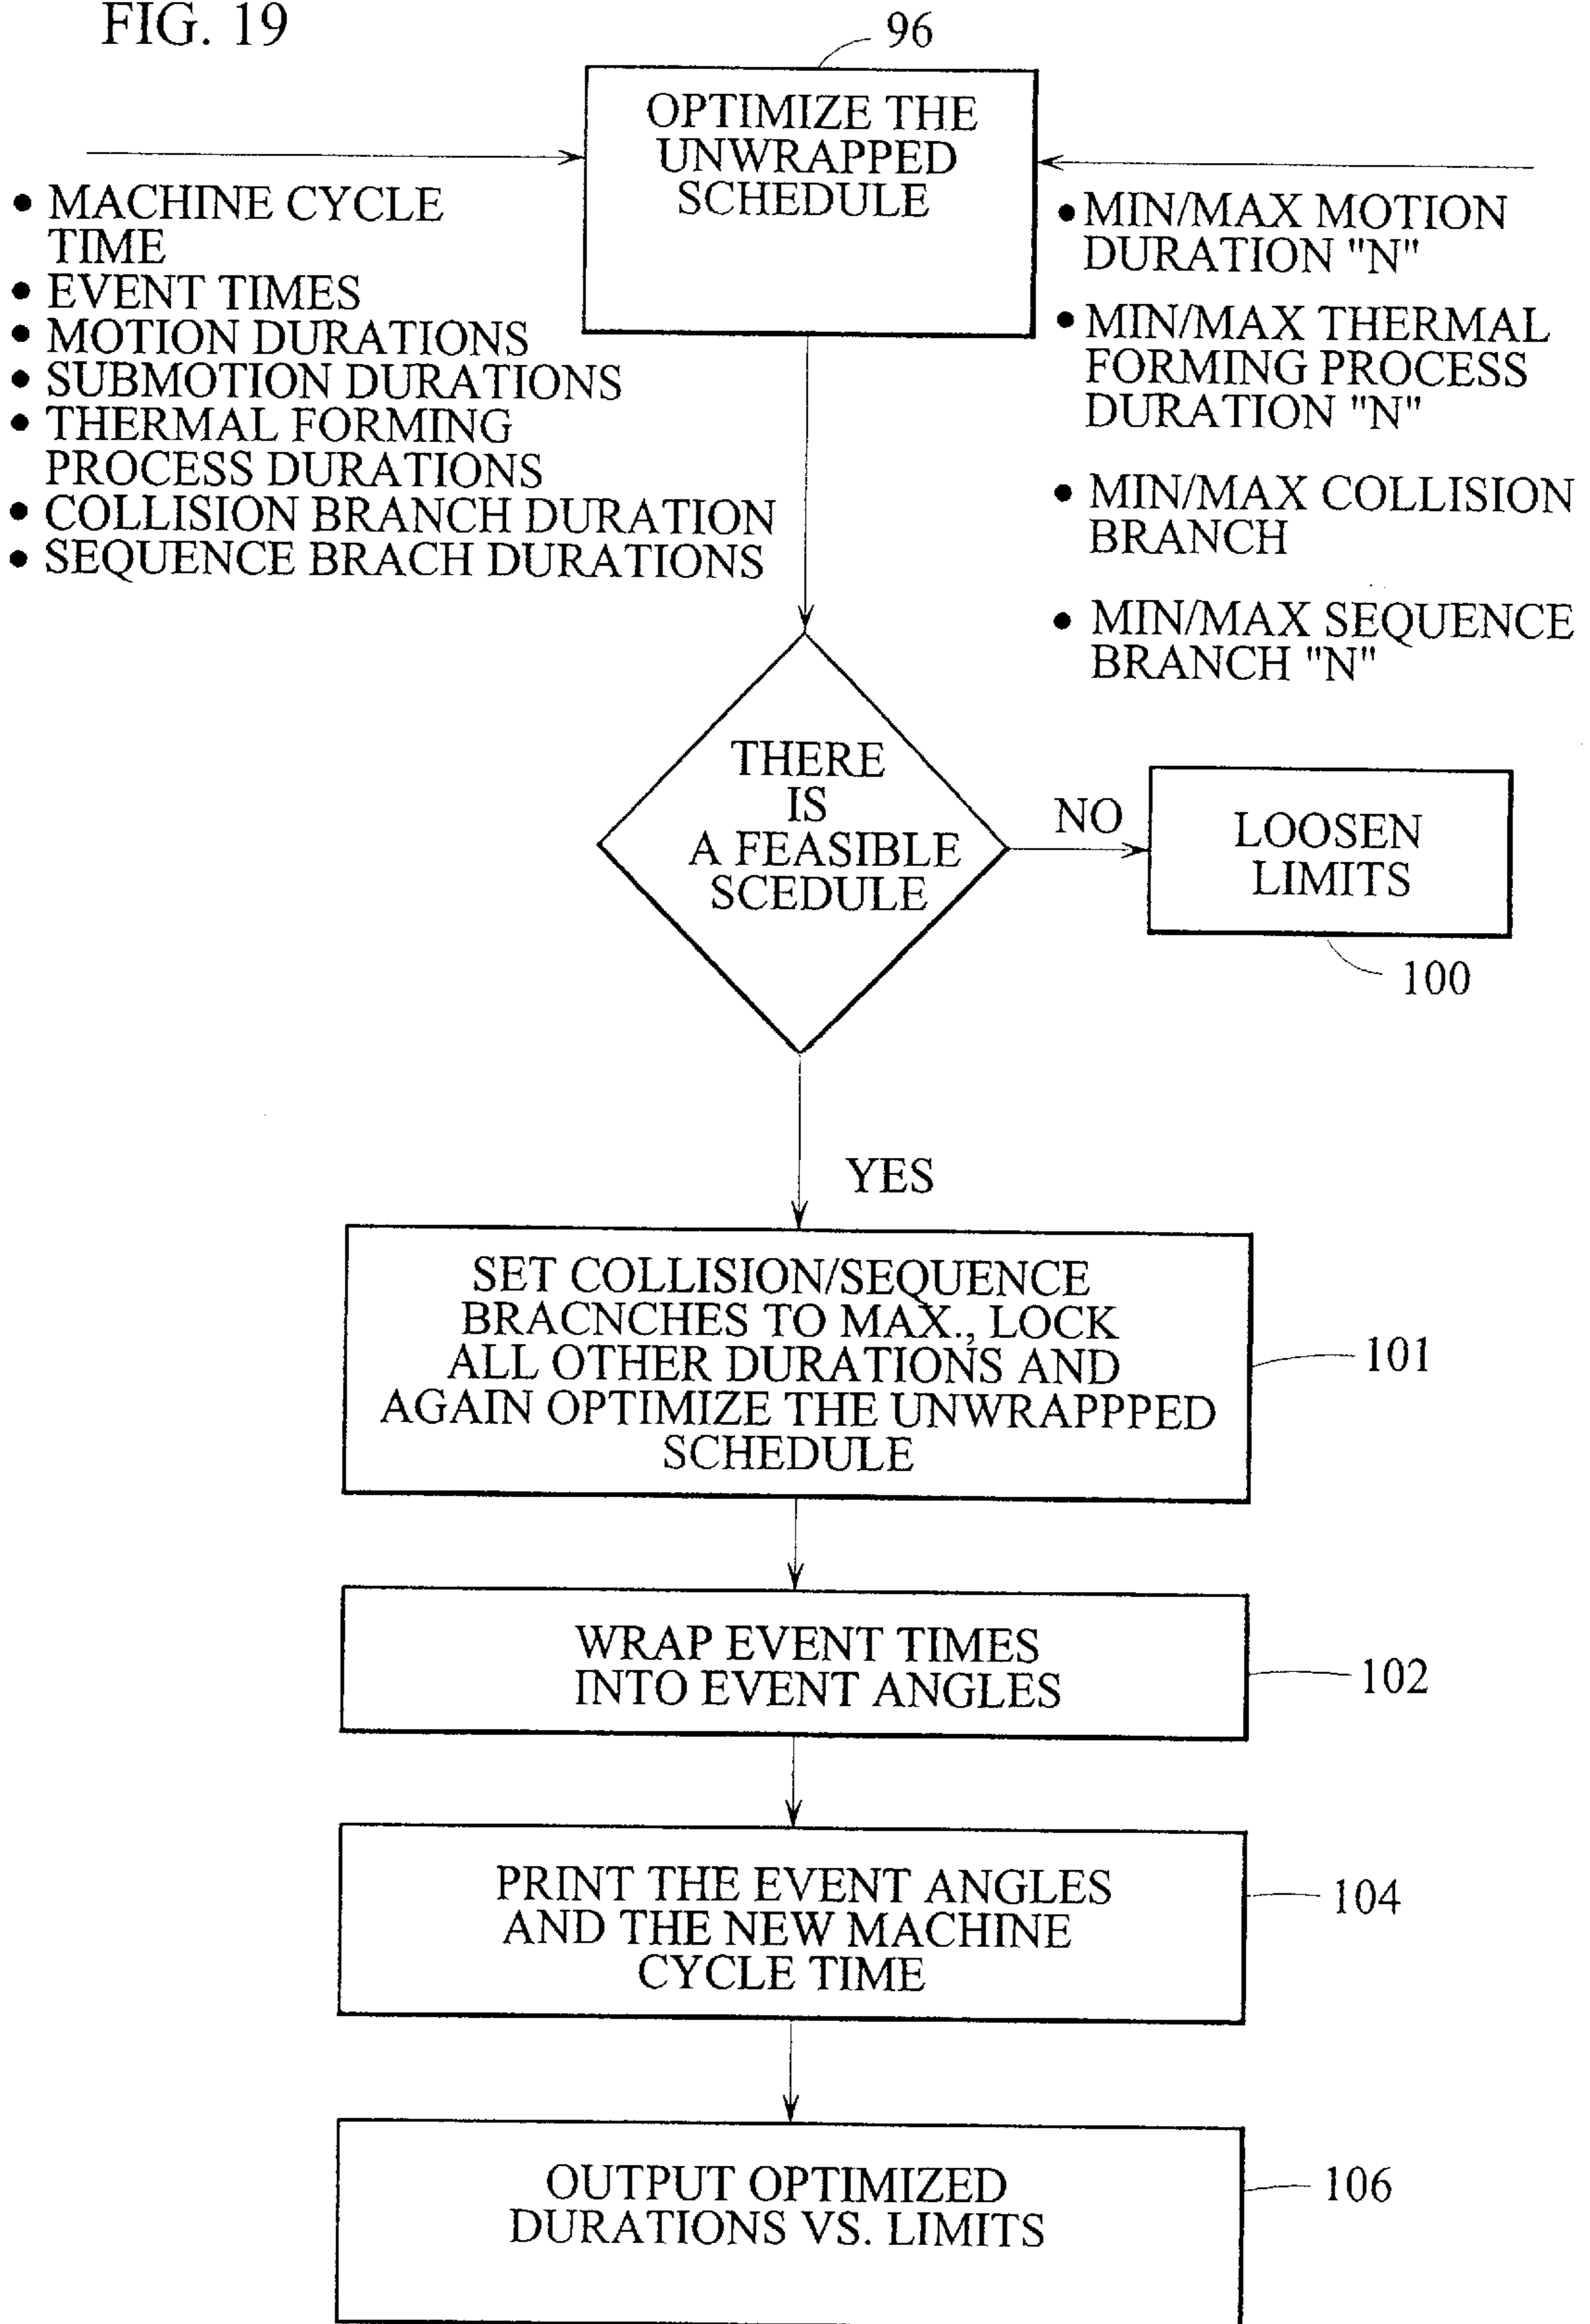 FIG. 19
96
OPTIMIZE THE
UNWRAPPED
SCHEDULE
• MACHINE CYCLE
TIME
• EVENT TIMES
• MOTION DURATIONS
• SUBMOTION DURATIONS
• THERMAL FORMING
PROCESS DURATIONS
• COLLISION BRANCH DURATION
• SEQUENCE BRACH DURATIONS
• MIN/MAX MOTION
DURATION "N"
• MIN/MAX THERMAL
FORMING PROCESS
DURATION "N"
• MIN/MAX COLLISION
BRANCH
• MIN/MAX SEQUENCE
BRANCH "N"
THERE
IS
A FEASIBLE
SCEDULE
NO
LOOSEN
LIMITS
100
YES
SET COLLISION/SEQUENCE
BRACNCHES TO MAX., LOCK
ALL OTHER DURATIONS AND
AGAIN OPTIMIZE THE UNWRAPPPED
SCHEDULE
101
WRAP EVENT TIMES
INTO EVENT ANGLES
102
PRINT THE EVENT ANGLES
AND THE NEW MACHINE
CYCLE TIME
104
OUTPUT OPTIMIZED
DURATIONS VS. LIMITS
106